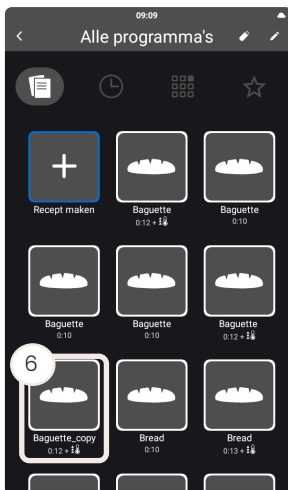 09:09
Alle programma's
Recept maken
Baguette
0:12 +
Baguette
0:10
Baguette
0:10
Baguette
0:10
Baguette
0:12 +
6
Baguette_copy
0:12 +
Bread
0:10
Bread
0:13 +